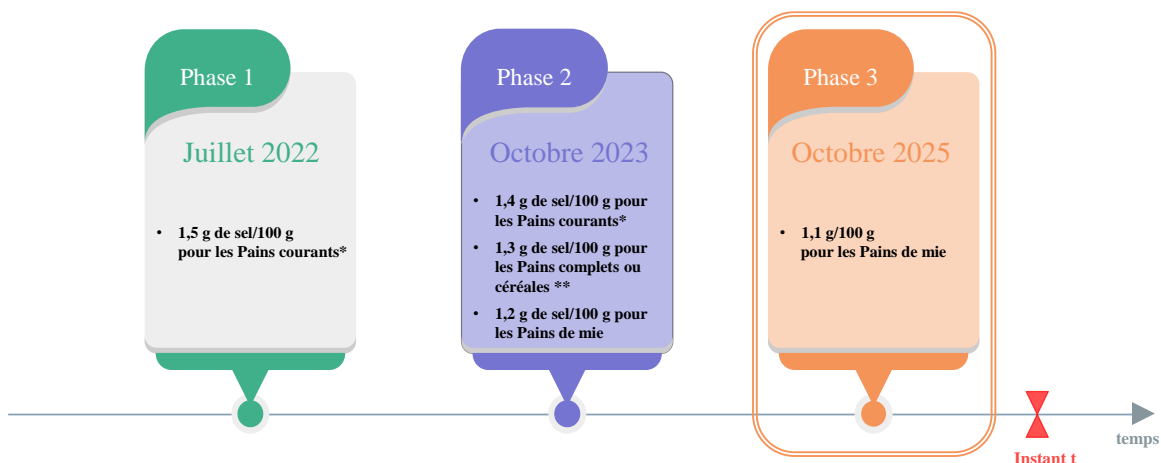 Phase 1
Juillet 2022
• 1,5 g de sel/100 g
pour les Pains courants*
Phase 2
Octobre 2023
• 1,4 g de sel/100 g pour
les Pains courants*
• 1,3 g de sel/100 g pour
les Pains complets ou
céréales **
• 1,2 g de sel/100 g pour
les Pains de mie
Phase 3
Octobre 2025
• 1,1 g/100 g
pour les Pains de mie
temps
Instant t